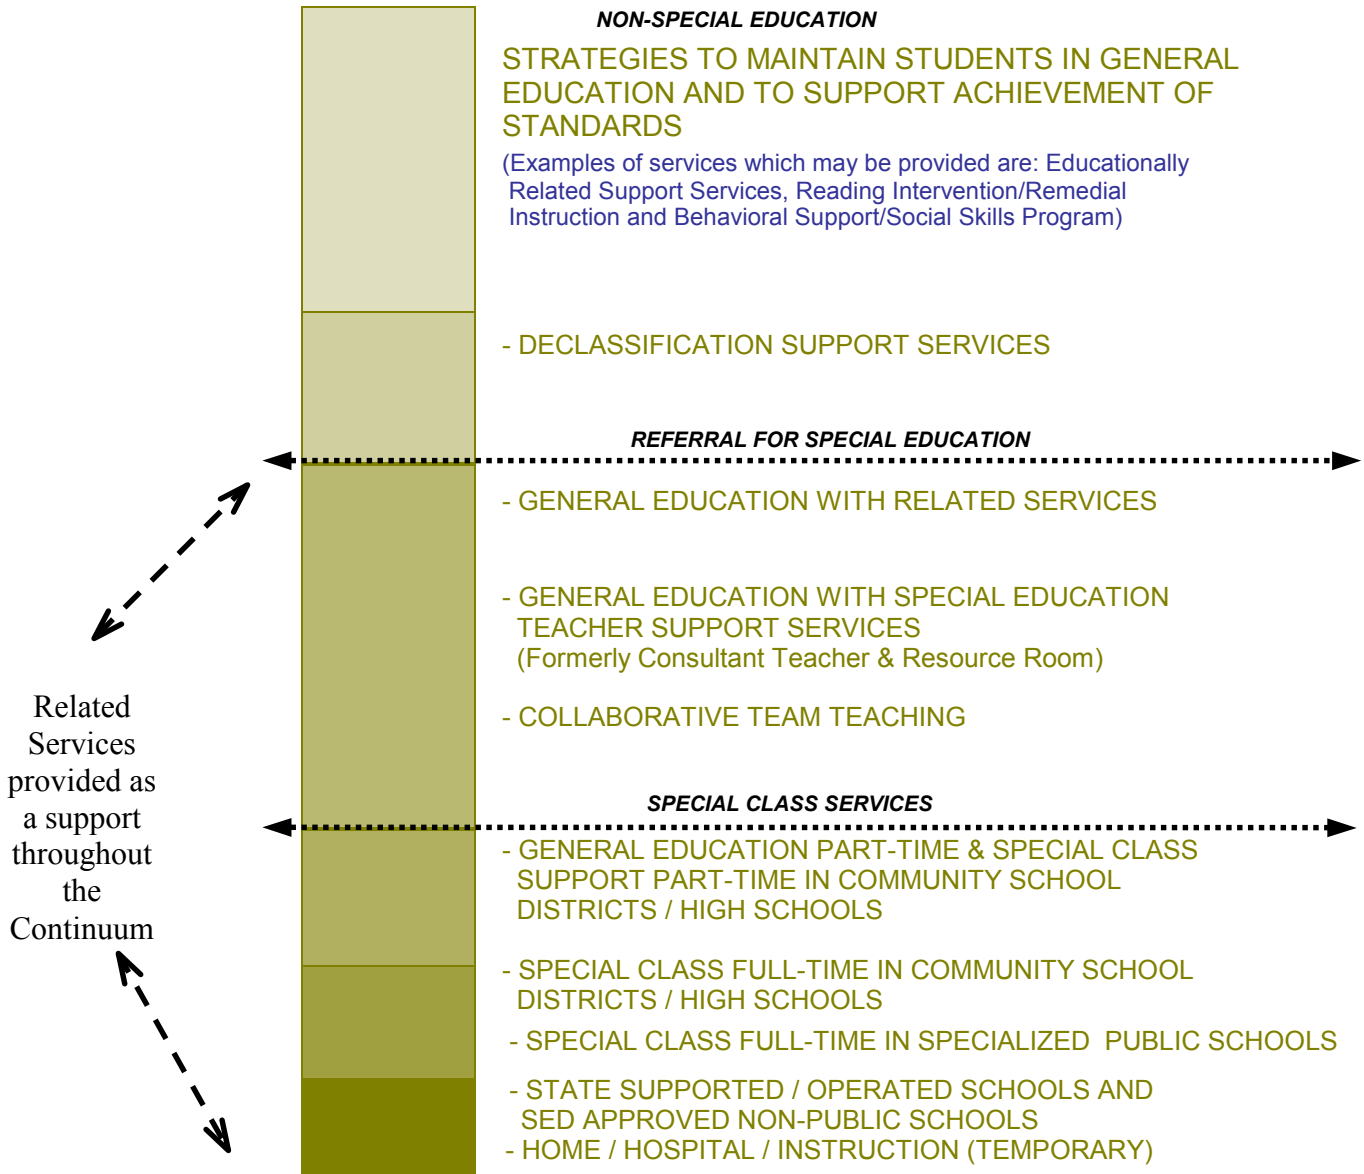 NON-SPECIAL EDUCATION
STRATEGIES TO MAINTAIN STUDENTS IN GENERAL
EDUCATION AND TO SUPPORT ACHIEVEMENT OF
STANDARDS
(Examples of services which may be provided are: Educationally
Related Support Services, Reading Intervention/Remedial
Instruction and Behavioral Support/Social Skills Program)
- DECLASSIFICATION SUPPORT SERVICES
REFERRAL FOR SPECIAL EDUCATION
- GENERAL EDUCATION WITH RELATED SERVICES
- GENERAL EDUCATION WITH SPECIAL EDUCATION
TEACHER SUPPORT SERVICES
(Formerly Consultant Teacher & Resource Room)
- COLLABORATIVE TEAM TEACHING
Related
Services
provided as
a support
throughout
the
Continuum
SPECIAL CLASS SERVICES
- GENERAL EDUCATION PART-TIME & SPECIAL CLASS
SUPPORT PART-TIME IN COMMUNITY SCHOOL
DISTRICTS / HIGH SCHOOLS
- SPECIAL CLASS FULL-TIME IN COMMUNITY SCHOOL
DISTRICTS / HIGH SCHOOLS
- SPECIAL CLASS FULL-TIME IN SPECIALIZED PUBLIC SCHOOLS
- STATE SUPPORTED / OPERATED SCHOOLS AND
SED APPROVED NON-PUBLIC SCHOOLS
- HOME / HOSPITAL / INSTRUCTION (TEMPORARY)